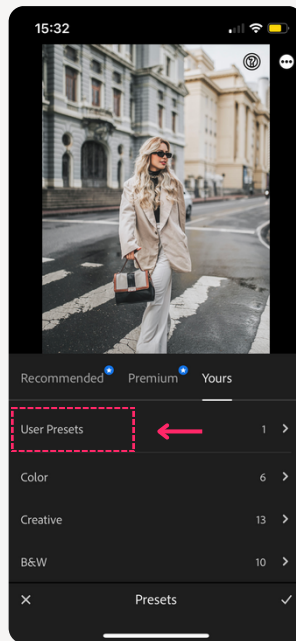 15:32
Recommended Premium Yours
User Presets 1
Color 6
Creative 13
B&W 10
Presets